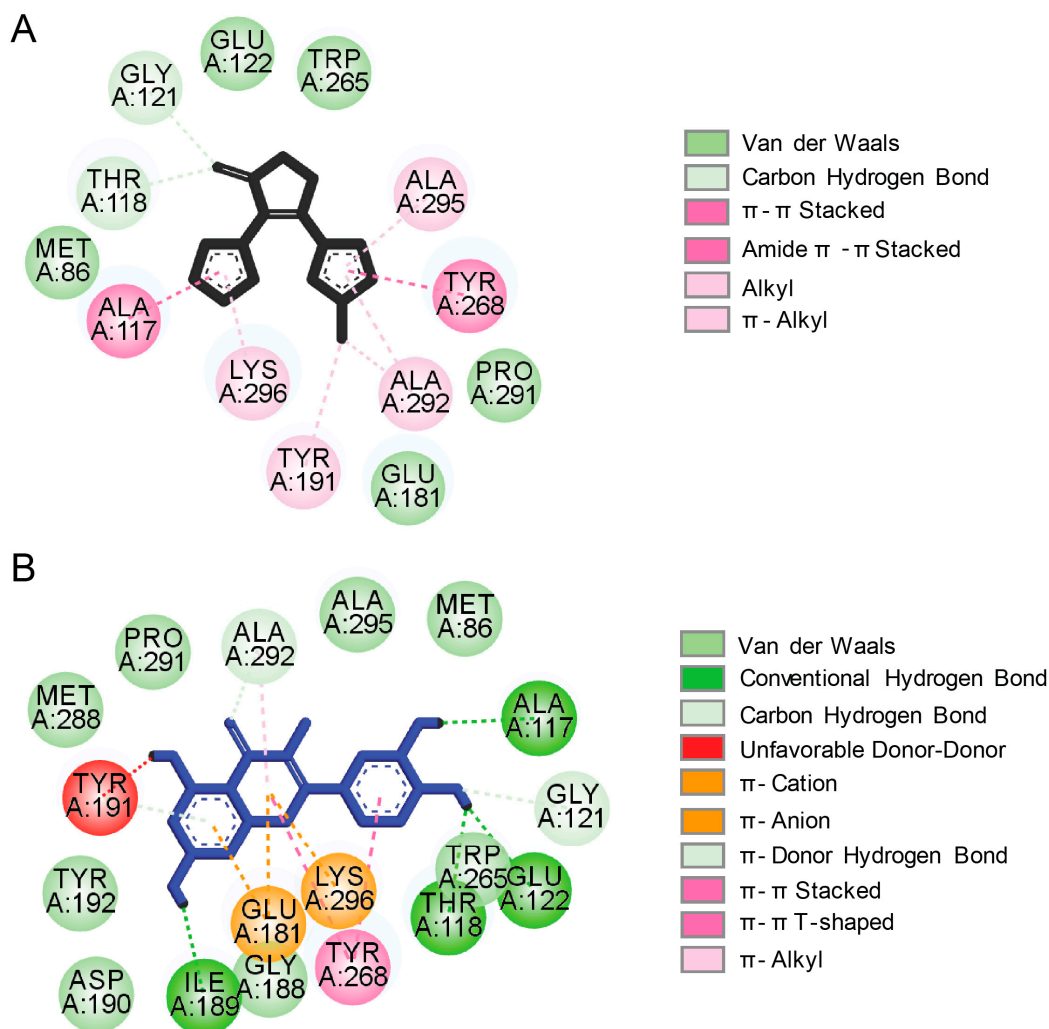 A
GLU
A:122
TRP
A:265
GLY
A:121
THR
A:118
ALA
A:295
MET
A:86
ALA
A:117
TYR
A:268
LYS
A:296
ALA
A:292
PRO
A:291
TYR
A:191
GLU
A:181
Van der Waals
Carbon Hydrogen Bond
π-π Stacked
Amide π -π Stacked
Alkyl
π-Alkyl
B
ALA
A:295
MET
A:86
PRO
A:291
ALA
A:292
MET
A:288
ALA
A:117
TYR
A:191
GLY
A:121
TYR
A:192
TRP
A:265
LYS
A:296
GLU
A:122
GLU
A:181
THR
A:118
TYR
A:268
GLY
A:188
ASP
A:190
ILE
A:189
Van der Waals
Conventional Hydrogen Bond
Carbon Hydrogen Bond
Unfavorable Donor-Donor
π-Cation
π-Anion
π-Donor Hydrogen Bond
π-π Stacked
π-π T-shaped
π-Alkyl